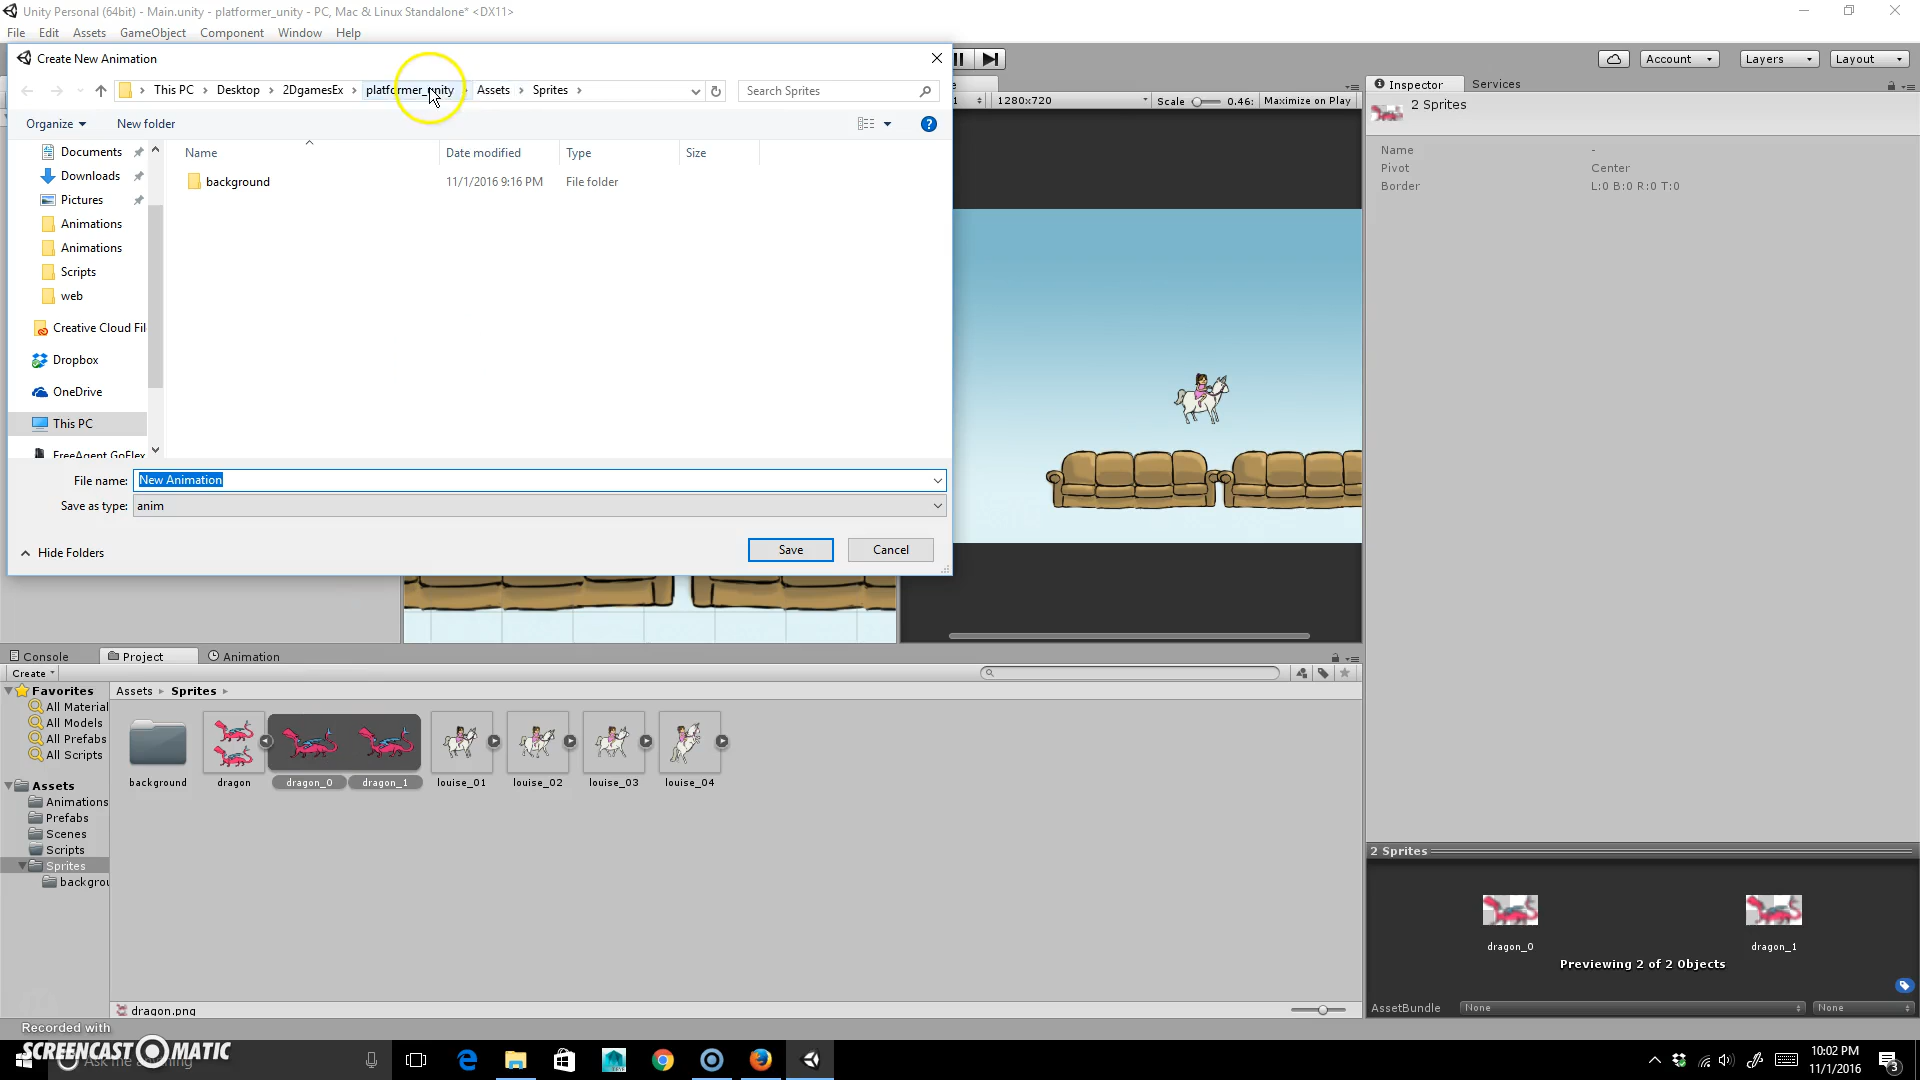 Unity Personal (64bit) - Main.unity - platformer_unity - PC, Mac & Linux Standalone* <DX11>
File Edit Assets GameObject Component Window Help
Create New Animation
This PC Desktop 2DgamesEx platformer_unity Assets Sprites
Search Sprites
Organize New folder
Name Date modified Type Size
background 11/1/2016 9:16 PM File folder
Documents
Downloads
Pictures
Animations
Animations
Scripts
web
Creative Cloud Fil
Dropbox
OneDrive
This PC
FreeAgent GoFlex
File name: New Animation
Save as type: anim
Hide Folders
Save Cancel
Account Layers Layout
1280x720 Scale 0.46: Maximize on Play
Inspector Services
2 Sprites
Name -
Pivot Center
Border L:0 B:0 R:0 T:0
Console Project Animation
Create
Favorites
All Material
All Models
All Prefabs
All Scripts
Assets
Animations
Prefabs
Scenes
Scripts
Sprites
backgrou
Assets Sprites
background dragon dragon_0 dragon_1 louise_01 louise_02 louise_03 louise_04
dragon.png
2 Sprites
dragon_0 dragon_1
Previewing 2 of 2 Objects
AssetBundle None None
Recorded with
SCREENCAST MATIC
Ask me anything
10:02 PM
11/1/2016
3